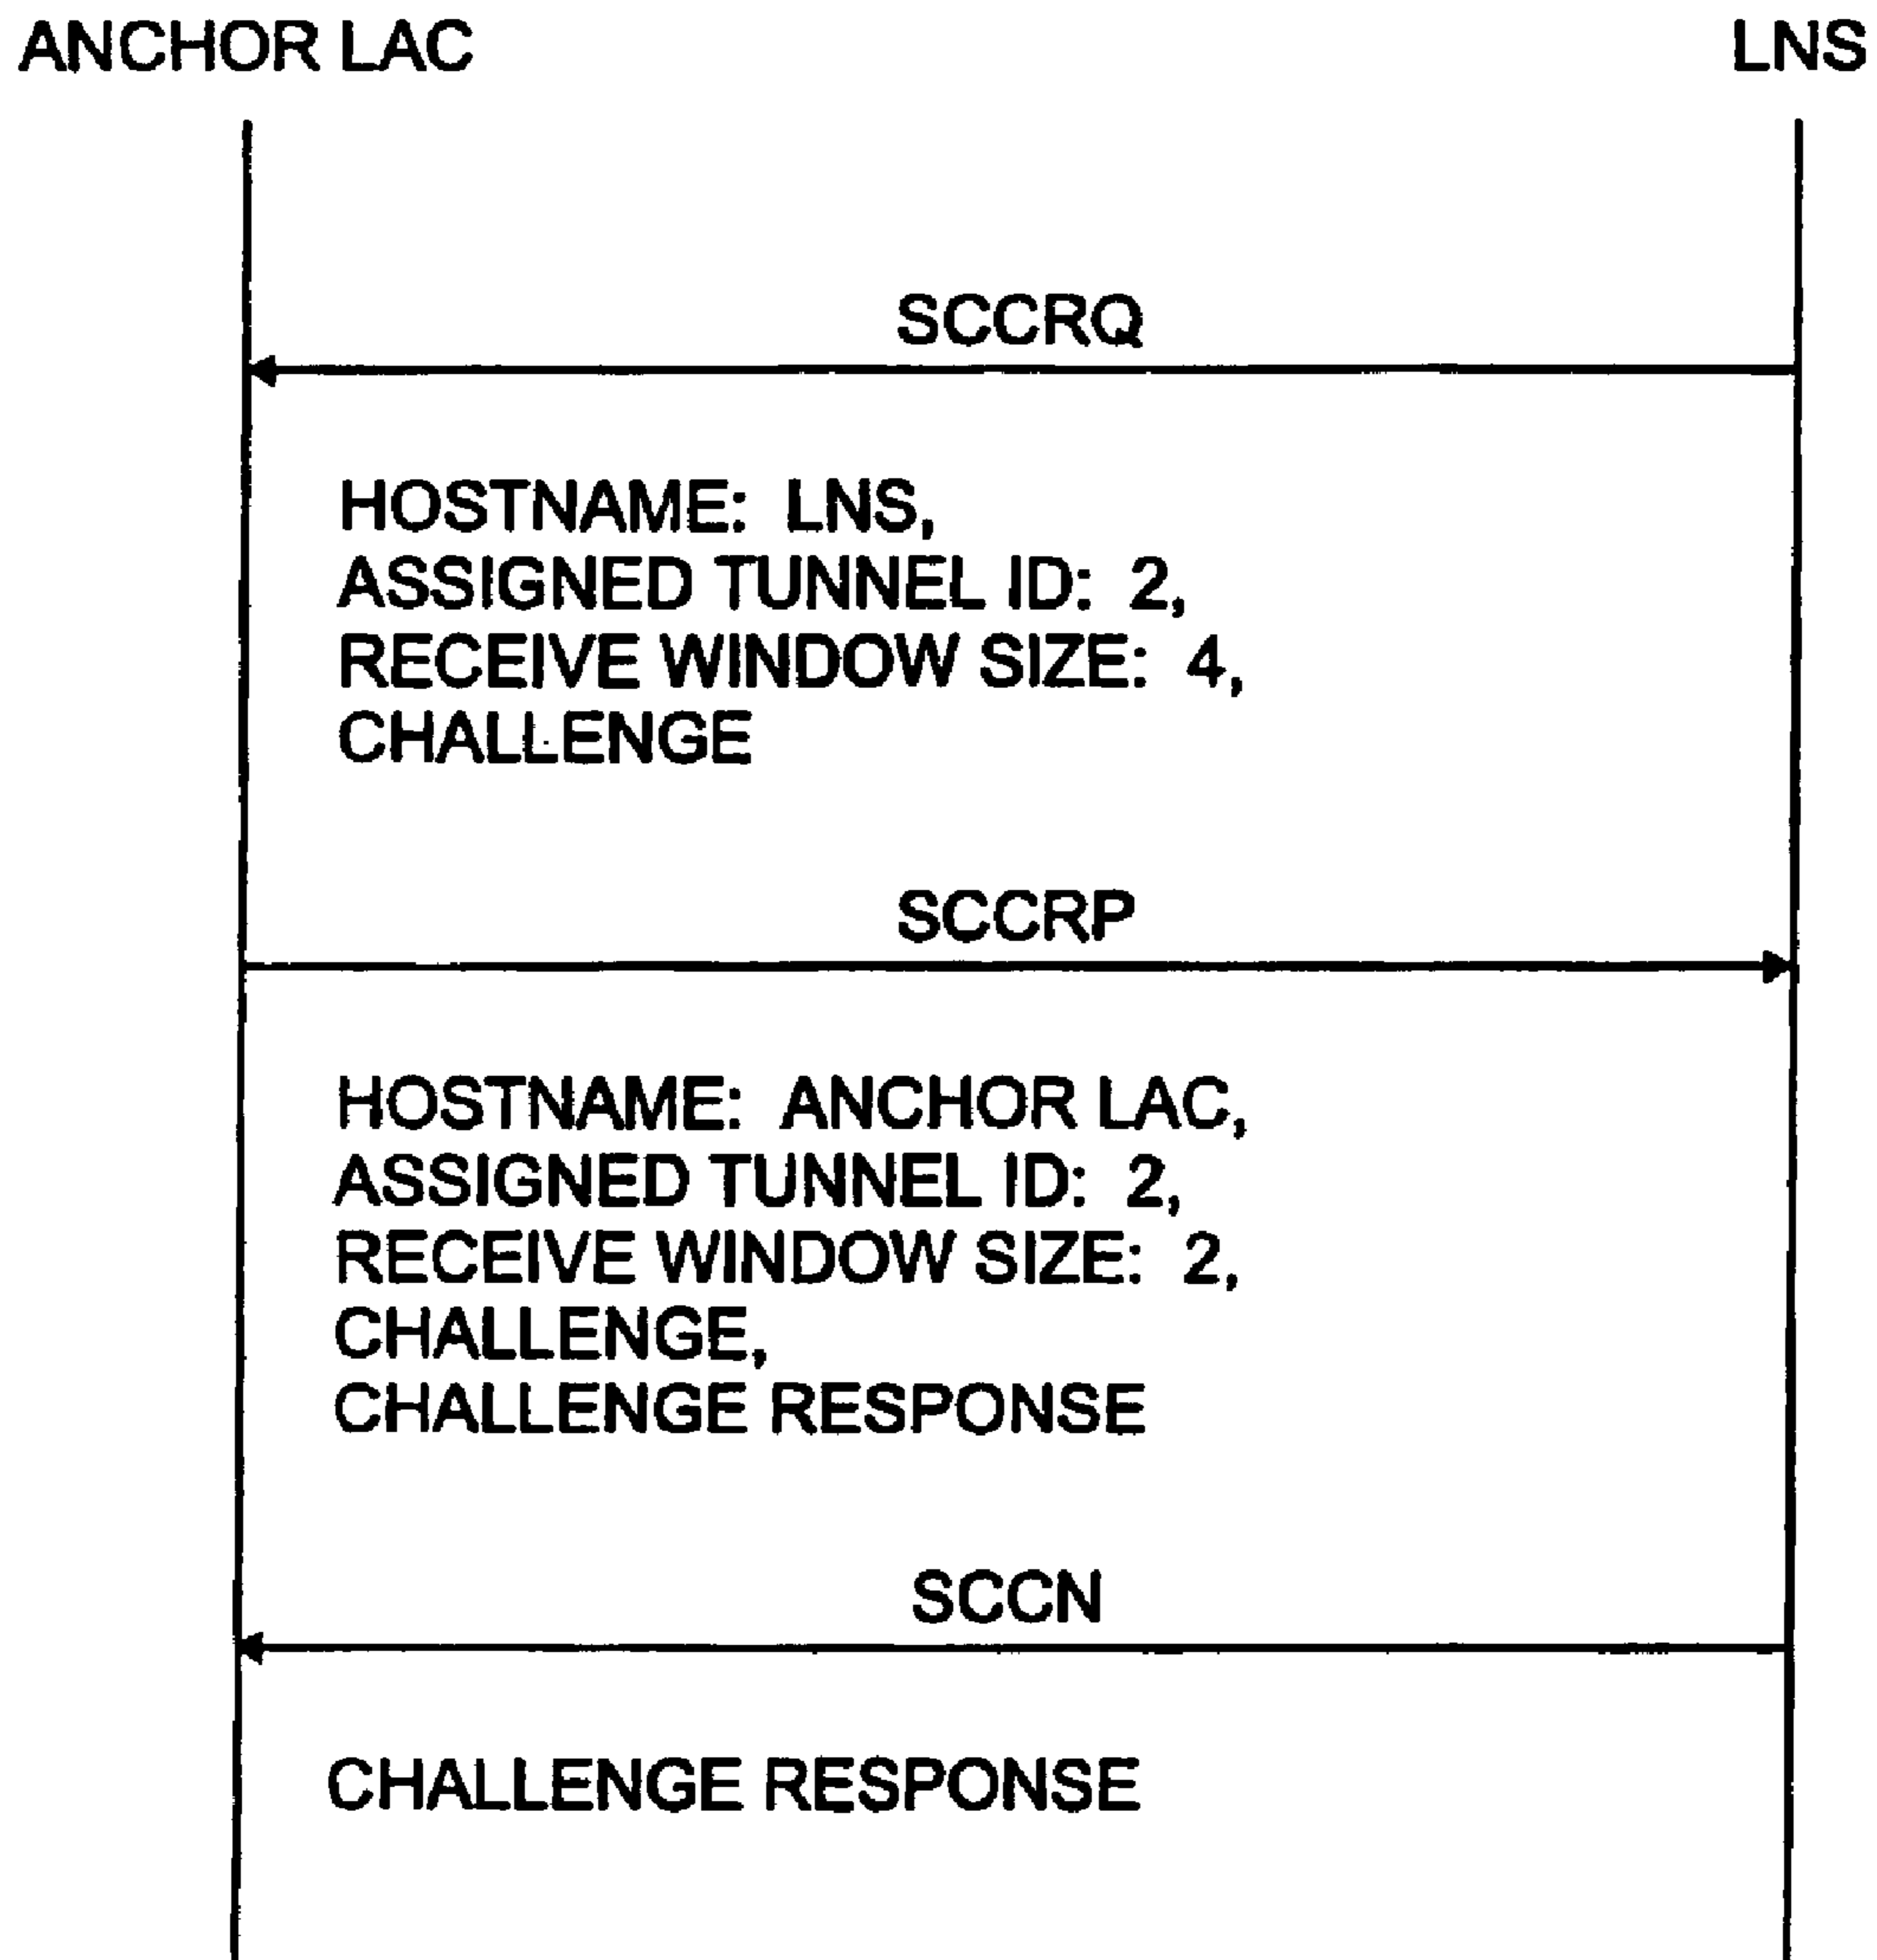 ANCHOR LAC LNS
SCCRQ
HOSTNAME: LNS,
ASSIGNED TUNNEL ID: 2,
RECEIVE WINDOW SIZE: 4,
CHALLENGE
SCCRP
HOSTNAME: ANCHOR LAC,
ASSIGNED TUNNEL ID: 2,
RECEIVE WINDOW SIZE: 2,
CHALLENGE,
CHALLENGE RESPONSE
SCCN
CHALLENGE RESPONSE